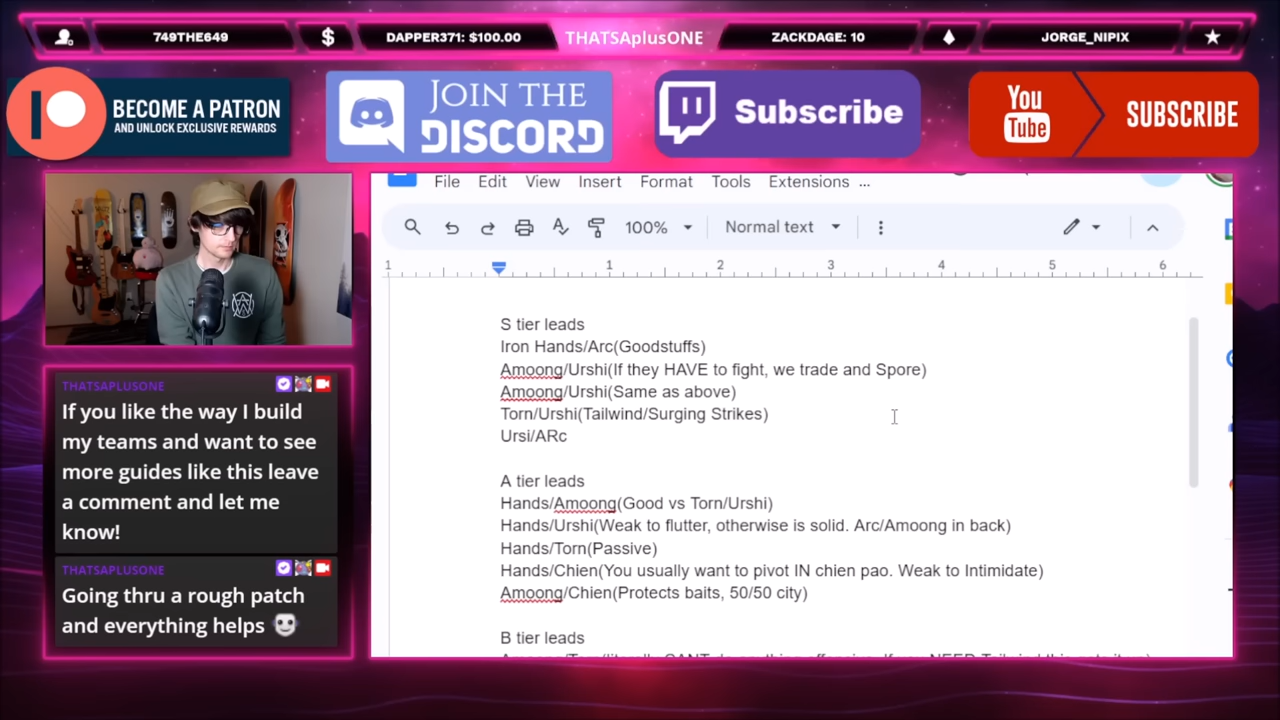 749THE649
$
DAPPER371: $100.00
THATSAplusONE
ZACKDAGE: 10
JORGE_NIPIX
BECOME A PATRON
AND UNLOCK EXCLUSIVE REWARDS
JOIN THE
DISCORD
Subscribe
You
Tube
SUBSCRIBE
File Edit View Insert Format Tools Extensions ...
100% Normal text
1 1 2 3 4 5 6
S tier leads
Iron Hands/Arc(Goodstuffs)
Amoong/Urshi(If they HAVE to fight, we trade and Spore)
Amoong/Urshi(Same as above)
Torn/Urshi(Tailwind/Surging Strikes)
Ursi/ARc
A tier leads
Hands/Amoong(Good vs Torn/Urshi)
Hands/Urshi(Weak to flutter, otherwise is solid. Arc/Amoong in back)
Hands/Torn(Passive)
Hands/Chien(You usually want to pivot IN chien pao. Weak to Intimidate)
Amoong/Chien(Protects baits, 50/50 city)
B tier leads
THATSAPLUSONE
If you like the way I build
my teams and want to see
more guides like this leave
a comment and let me
know!
THATSAPLUSONE
Going thru a rough patch
and everything helps